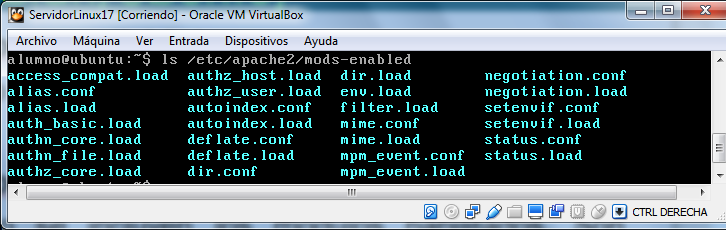 ServidorLinux17 [Corriendo] - Oracle VM VirtualBox
Archivo Máquina Ver Entrada Dispositivos Ayuda
alumno@ubuntu:~$ ls /etc/apache2/mods-enabled
access_compat.load authz_host.load dir.load negotiation.conf
alias.conf authz_user.load env.load negotiation.load
alias.load autoindex.conf filter.load setenvif.conf
auth_basic.load autoindex.load mime.conf setenvif.load
authn_core.load deflate.conf mime.load status.conf
authn_file.load deflate.load mpm_event.conf status.load
authz_core.load dir.conf mpm_event.load
alumno@ubuntu:~$
CTRL DERECHA